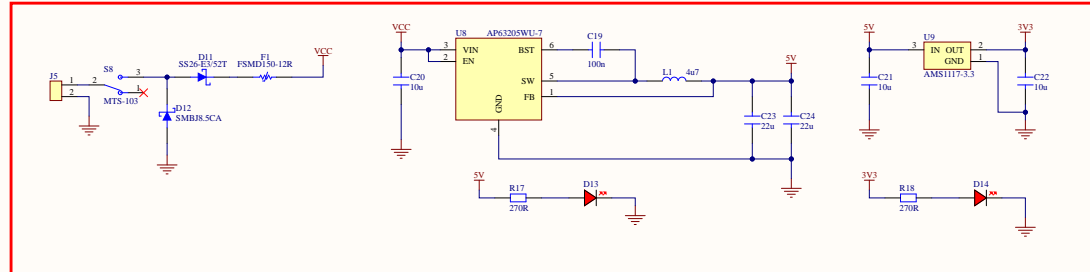 J5
1
2
S8
2
3
1
MTS-103
D11
SS26-E3/52T
F1
FSMD150-12R
VCC
D12
SMBJ8.5CA
VCC
C20
10u
U8
AP63205WU-7
3
VIN
2
EN
BST
6
SW
5
FB
1
GND
4
C19
100n
L1
4u7
5V
C23
22u
C24
22u
5V
R17
270R
D13
5V
C21
10u
U9
3
IN
OUT
2
GND
1
AMS1117-3.3
3V3
C22
10u
3V3
R18
270R
D14